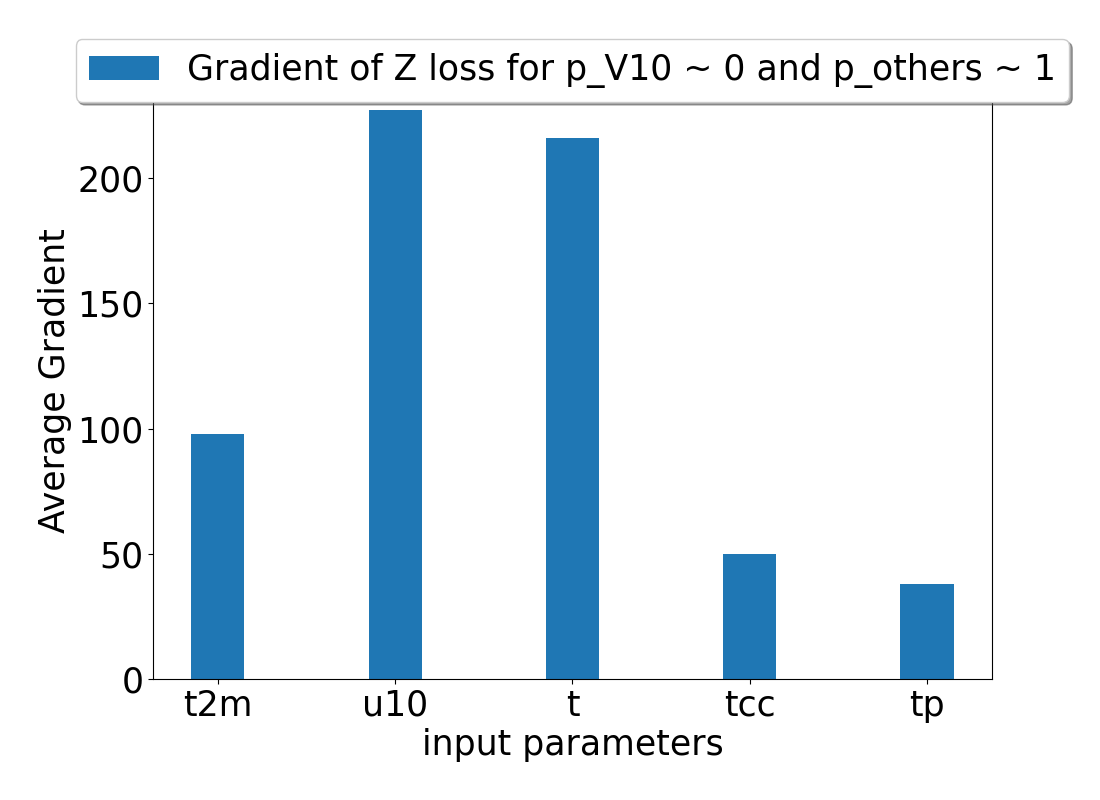 Gradient of Z loss for p_V10 ~ 0 and p_others ~ 1
200
150
100
50
0
Average Gradient
t2m u10 t tcc tp
input parameters